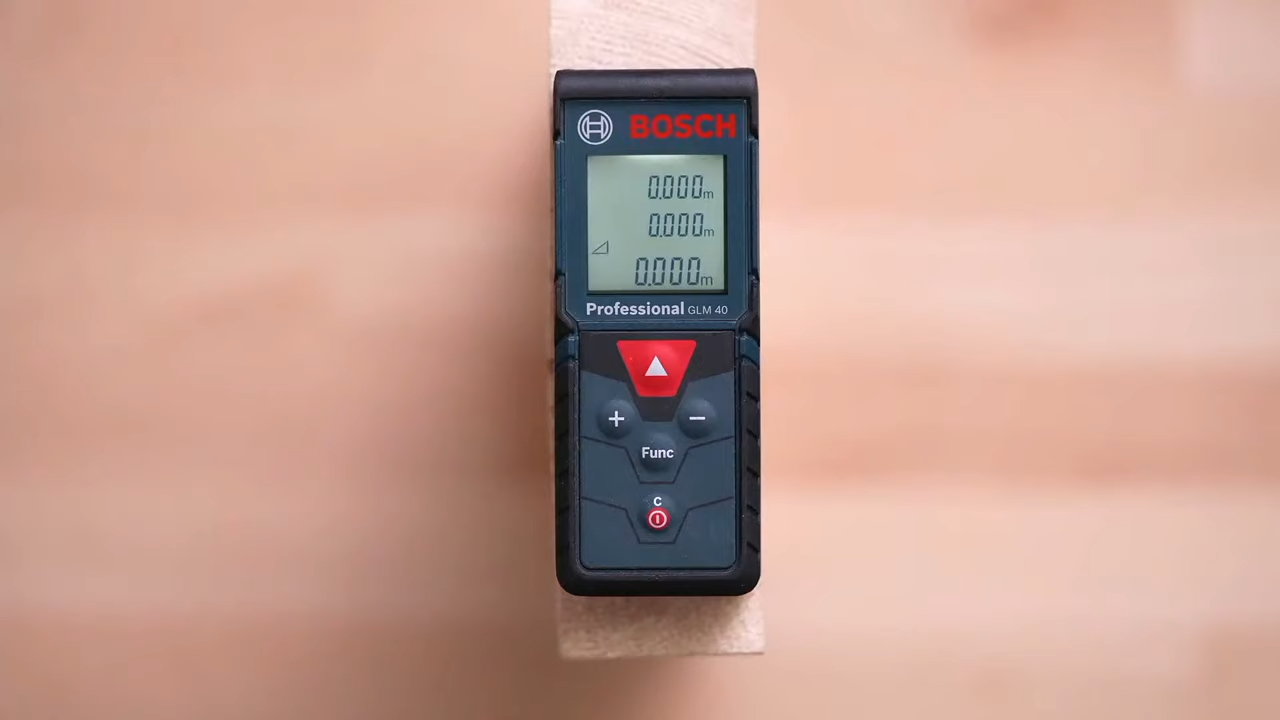 BOSCH
0.000m
0.000m
0.000m
Professional GLM 40
+ −
Func
C